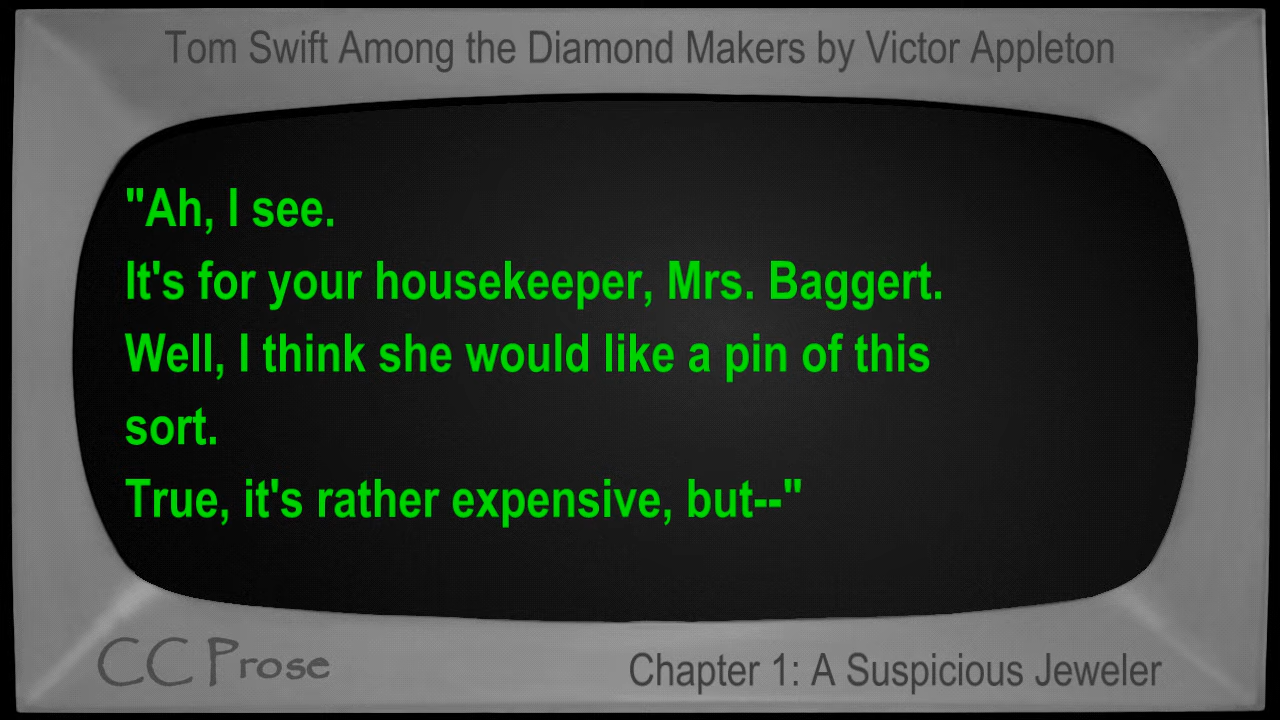 Tom Swift Among the Diamond Makers by Victor Appleton
"Ah, I see.
It's for your housekeeper, Mrs. Baggert.
Well, I think she would like a pin of this
sort.
True, it's rather expensive, but--"
CC Prose
Chapter 1: A Suspicious Jeweler